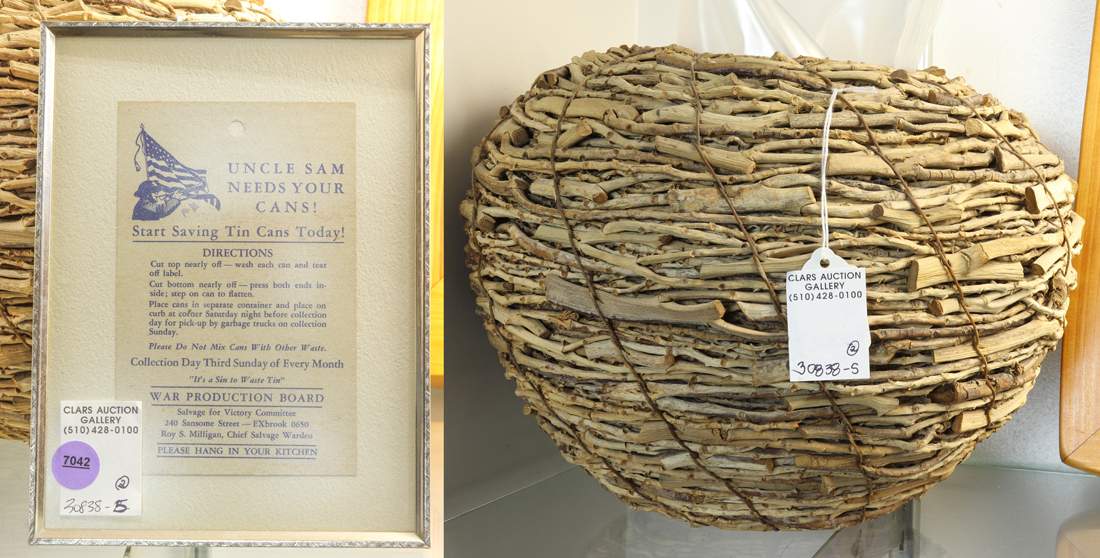 UNCLE SAM
NEEDS YOUR
CANS!
Start Saving Tin Cans Today!
DIRECTIONS
Cut top nearly off — wash each can and tear
off label.
Cut bottom nearly off — press both ends in-
side; step on can to flatten.
Place cans in separate container and place on
curb at corner Saturday night before collection
day for pick-up by garbage trucks on collection
Sunday.
Please Do Not Mix Cans With Other Waste.
Collection Day Third Sunday of Every Month
"It's a Sin to Waste Tin"
WAR PRODUCTION BOARD
Salvage for Victory Committee
240 Sansome Street — EXbrook 0650
Roy S. Milligan, Chief Salvage Warden
PLEASE HANG IN YOUR KITCHEN
CLARS AUCTION
GALLERY
(510) 428-0100
7042
2
30838-S
CLARS AUCTION
GALLERY
(510) 428-0100
2
30838-S